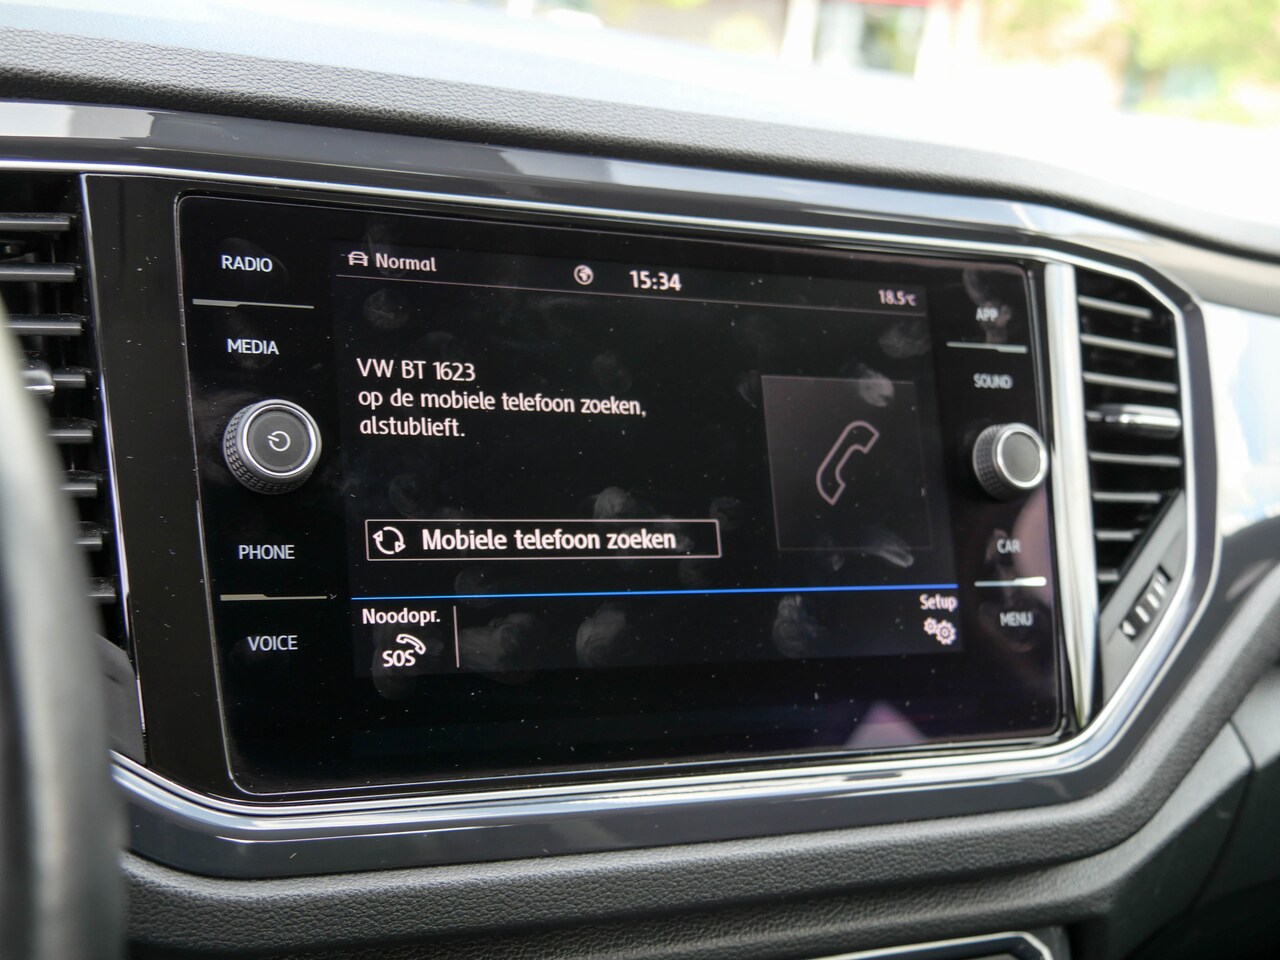 RADIO
MEDIA
PHONE
VOICE
Normal
15:34
18.5°C
VW BT 1623
op de mobiele telefoon zoeken,
alstublieft.
Mobiele telefoon zoeken
Noodopr.
SOS
Setup
APP
SOUND
CAR
MENU